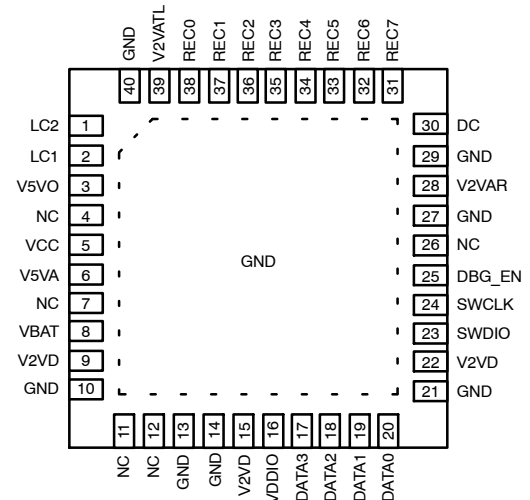 GND
V2VATL
REC0
REC1
REC2
REC3
REC4
REC5
REC6
REC7
40
39
38
37
36
35
34
33
32
31
LC2 1
LC1 2
V5VO 3
NC 4
VCC 5
V5VA 6
NC 7
VBAT 8
V2VD 9
GND 10
GND
30 DC
29 GND
28 V2VAR
27 GND
26 NC
25 DBG_EN
24 SWCLK
23 SWDIO
22 V2VD
21 GND
11
12
13
14
15
16
17
18
19
20
NC
NC
GND
GND
V2VD
VDDIO
DATA3
DATA2
DATA1
DATA0